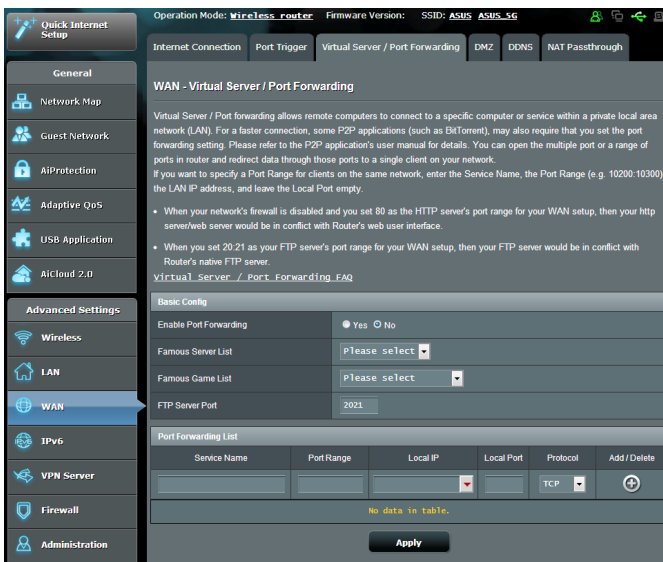 Quick Internet
Setup
Operation Mode: Wireless router Firmware Version: SSID: ASUS ASUS_5G
Internet Connection Port Trigger Virtual Server / Port Forwarding DMZ DDNS NAT Passthrough
General
Network Map
Guest Network
AiProtection
Adaptive QoS
USB Application
AiCloud 2.0
Advanced Settings
Wireless
LAN
WAN
IPv6
VPN Server
Firewall
Administration
WAN - Virtual Server / Port Forwarding
Virtual Server / Port forwarding allows remote computers to connect to a specific computer or service within a private local area
network (LAN). For a faster connection, some P2P applications (such as BitTorrent), may also require that you set the port
forwarding setting. Please refer to the P2P application's user manual for details. You can open the multiple port or a range of
ports in router and redirect data through those ports to a single client on your network.
If you want to specify a Port Range for clients on the same network, enter the Service Name, the Port Range (e.g. 10200:10300)
the LAN IP address, and leave the Local Port empty.
• When your network's firewall is disabled and you set 80 as the HTTP server's port range for your WAN setup, then your http
server/web server would be in conflict with Router's web user interface.
• When you set 20:21 as your FTP server's port range for your WAN setup, then your FTP server would be in conflict with
Router's native FTP server.
Virtual Server / Port Forwarding FAQ
Basic Config
Enable Port Forwarding Yes No
Famous Server List Please select
Famous Game List Please select
FTP Server Port 2021
Port Forwarding List
Service Name Port Range Local IP Local Port Protocol Add / Delete
TCP
No data in table.
Apply